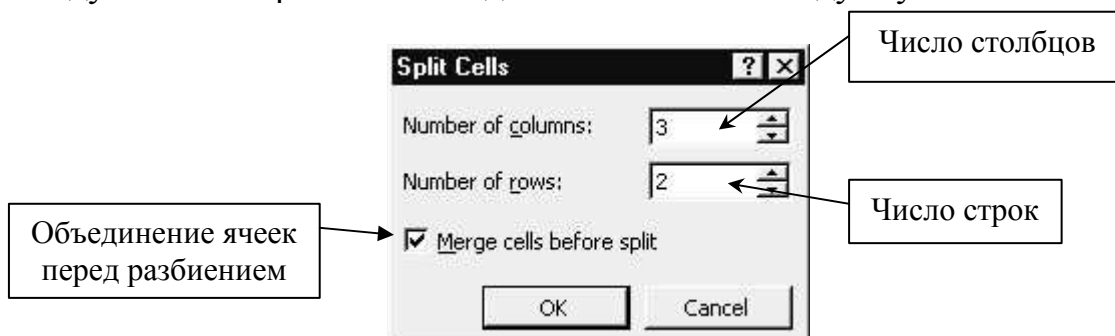 Число столбцов
Split Cells
Number of columns:
3
Number of rows:
2
Число строк
Объединение ячеек
перед разбиением
Merge cells before split
OK
Cancel